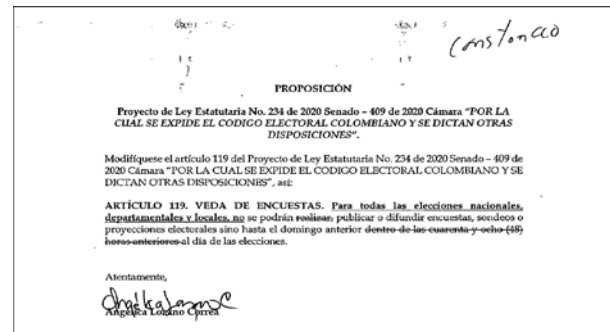 Constancia
PROPOSICIÓN
Proyecto de Ley Estatutaria No. 234 de 2020 Senado – 409 de 2020 Cámara “POR LA
CUAL SE EXPIDE EL CODIGO ELECTORAL COLOMBIANO Y SE DICTAN OTRAS
DISPOSICIONES”.
Modifíquese el artículo 119 del Proyecto de Ley Estatutaria No. 234 de 2020 Senado – 409 de
2020 Cámara “POR LA CUAL SE EXPIDE EL CODIGO ELECTORAL COLOMBIANO Y SE
DICTAN OTRAS DISPOSICIONES”, así:
ARTÍCULO 119. VEDA DE ENCUESTAS. Para todas las elecciones nacionales,
departamentales y locales, no se podrán realizar, publicar o difundir encuestas, sondeos o
proyecciones electorales sino hasta el domingo anterior dentro de las cuarenta y ocho (48)
horas anteriores al día de las elecciones.
Atentamente,
Angélica Lozano C
Angélica Lozano Correa